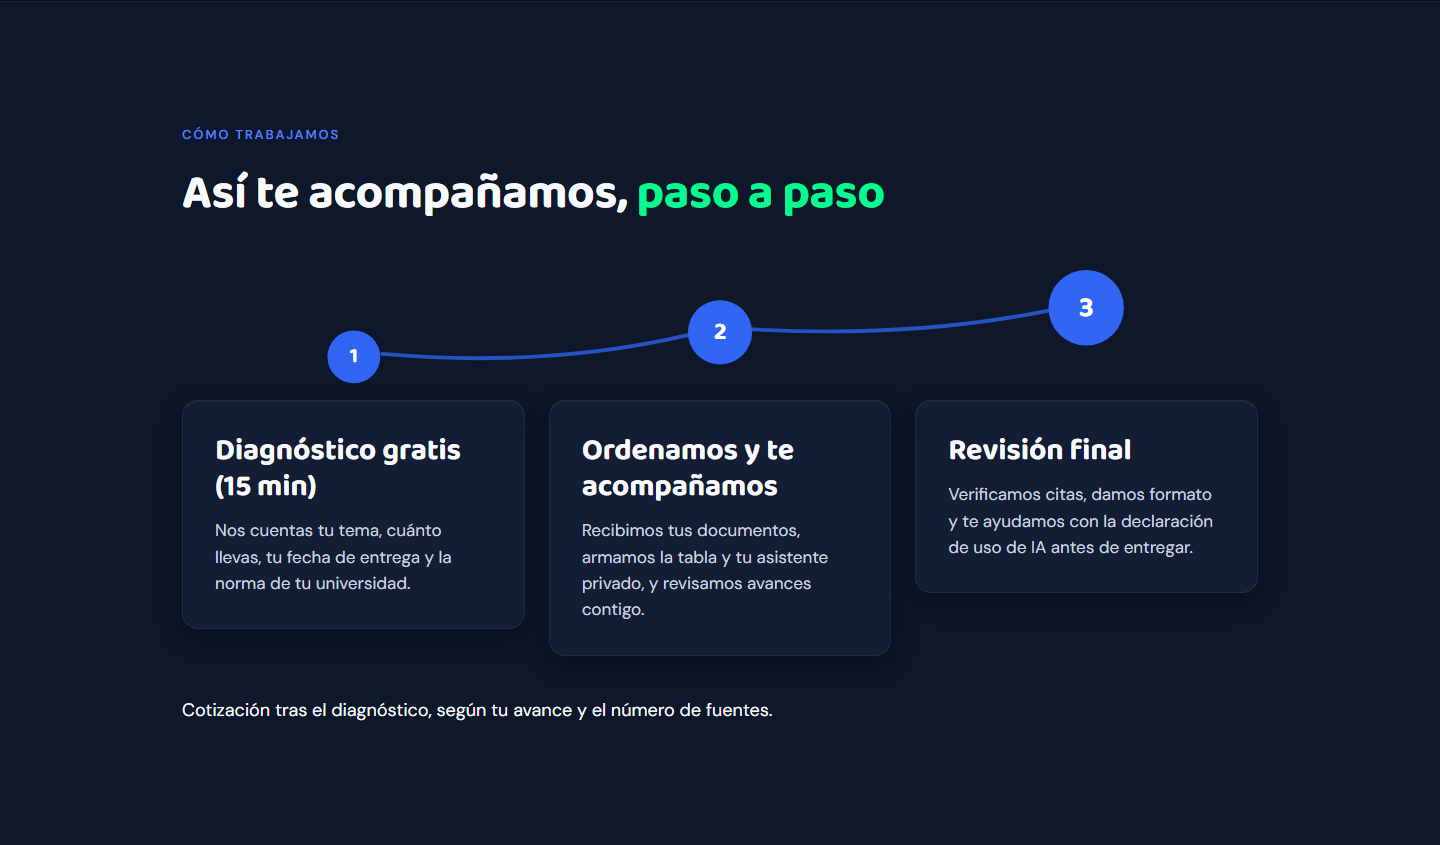 CÓMO TRABAJAMOS
Así te acompañamos, paso a paso
1
2
3
Diagnóstico gratis
(15 min)
Nos cuentas tu tema, cuánto
llevas, tu fecha de entrega y la
norma de tu universidad.
Ordenamos y te
acompañamos
Recibimos tus documentos,
armamos la tabla y tu asistente
privado, y revisamos avances
contigo.
Revisión final
Verificamos citas, damos formato
y te ayudamos con la declaración
de uso de IA antes de entregar.
Cotización tras el diagnóstico, según tu avance y el número de fuentes.